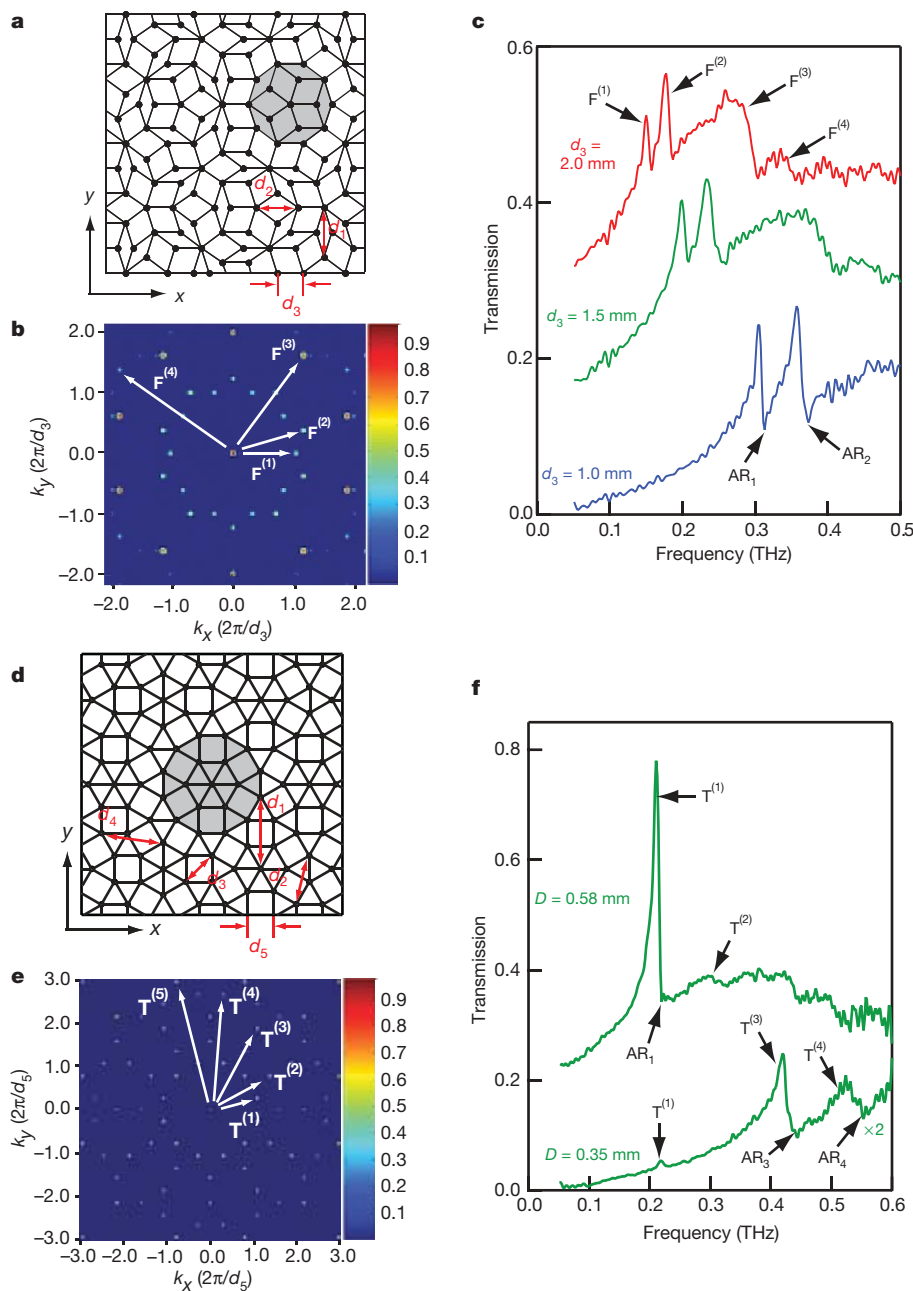 a
d₂
d₁
y
x
d₃
b
2.0
1.0
0.0
–1.0
–2.0
k_y (2π/d₃)
F⁽⁴⁾
F⁽³⁾
F⁽²⁾
F⁽¹⁾
0.9
0.8
0.7
0.6
0.5
0.4
0.3
0.2
0.1
–2.0 –1.0 0.0 1.0 2.0
k_x (2π/d₃)
c
0.6
0.4
0.2
0.0
Transmission
F⁽¹⁾
F⁽²⁾
F⁽³⁾
F⁽⁴⁾
d₃ =
2.0 mm
d₃ = 1.5 mm
d₃ = 1.0 mm
AR₁
AR₂
0.0 0.1 0.2 0.3 0.4 0.5
Frequency (THz)
d
d₄
d₁
d₃
d₂
y
x
d₅
e
3.0
2.0
1.0
0.0
–1.0
–2.0
–3.0
k_y (2π/d₅)
T⁽⁵⁾
T⁽⁴⁾
T⁽³⁾
T⁽²⁾
T⁽¹⁾
0.9
0.8
0.7
0.6
0.5
0.4
0.3
0.2
0.1
–3.0 –2.0 –1.0 0.0 1.0 2.0 3.0
k_x (2π/d₅)
f
0.8
0.6
0.4
0.2
0.0
Transmission
T⁽¹⁾
D = 0.58 mm
T⁽²⁾
AR₁
T⁽³⁾
T⁽⁴⁾
T⁽¹⁾
D = 0.35 mm
AR₃
AR₄
×2
0.0 0.1 0.2 0.3 0.4 0.5 0.6
Frequency (THz)